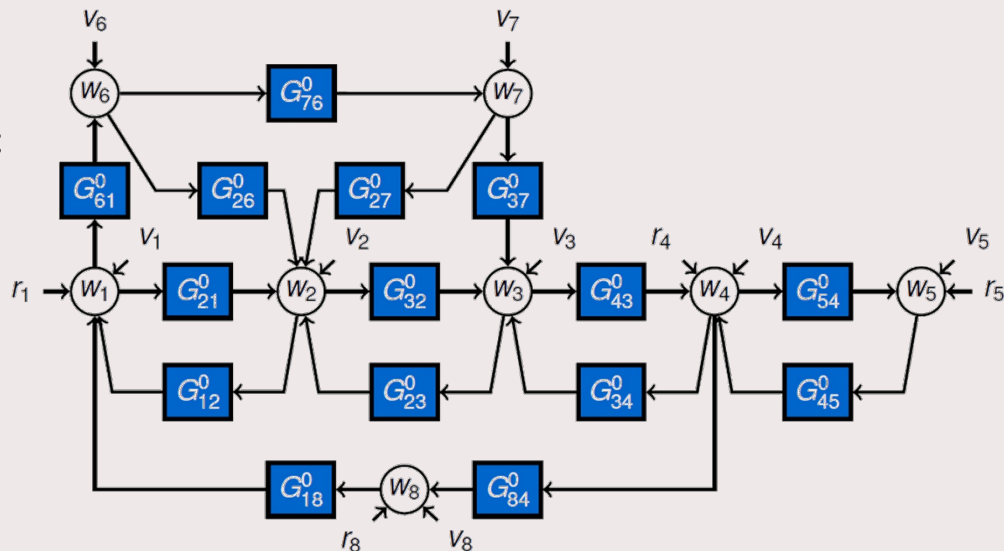 v₆ v₇
w₆ G⁰₇₆ w₇
G⁰₆₁ G⁰₂₆ G⁰₂₇ G⁰₃₇
v₁ v₂ v₃ r₄ v₄ v₅
r₁ w₁ G⁰₂₁ w₂ G⁰₃₂ w₃ G⁰₄₃ w₄ G⁰₅₄ w₅ r₅
G⁰₁₂ G⁰₂₃ G⁰₃₄ G⁰₄₅
G⁰₁₈ w₈ G⁰₈₄
r₈ v₈